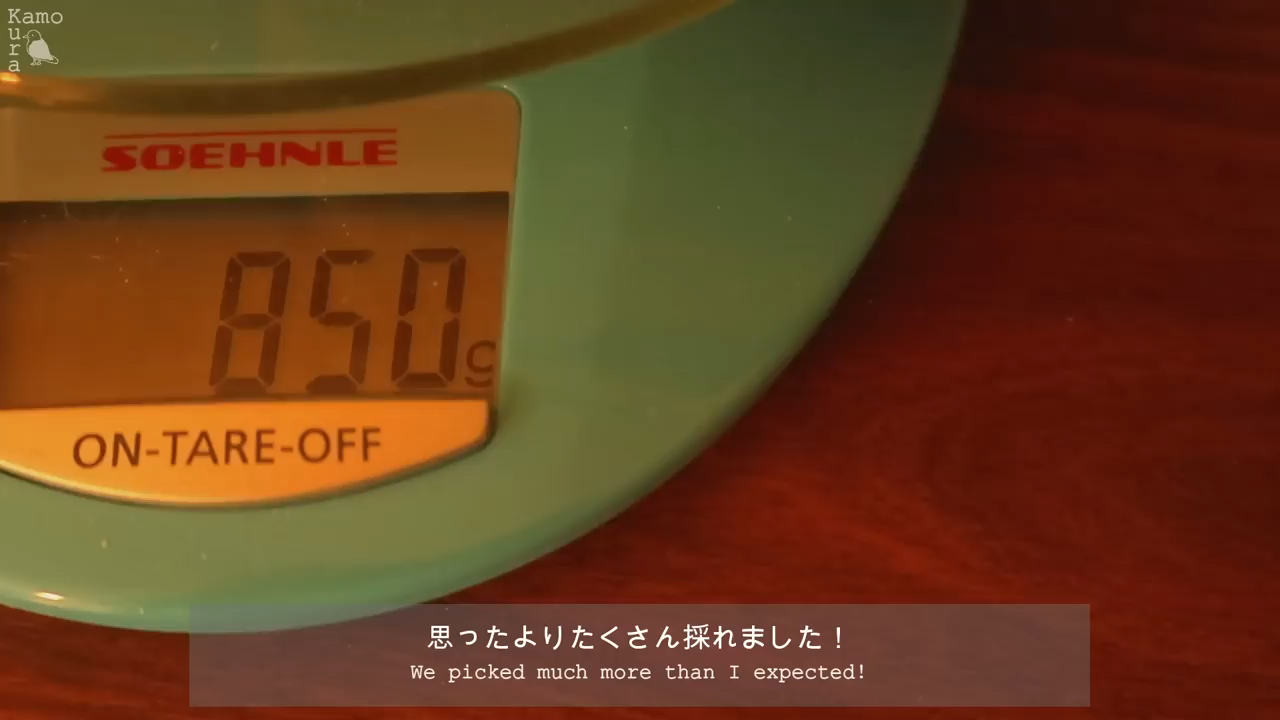 Kamo
ura
SOEHNLE
850g
ON-TARE-OFF
思ったよりたくさん採れました！
We picked much more than I expected!